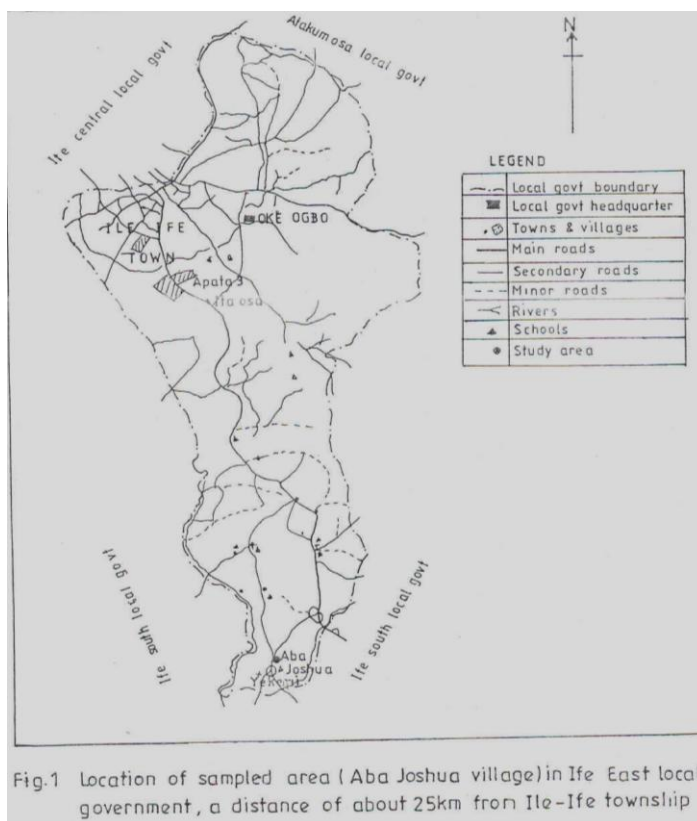 Atakumosa local govt
Ife central local govt
N
LEGEND
Local govt boundary
Local govt headquarter
Towns & villages
Main roads
Secondary roads
Minor roads
Rivers
Schools
Study area
OKE OGBO
ILE IFE
TOWN
Apata 3
Ita osa
Ife south local govt
Ife south local govt
Aba
Joshua
Fig.1 Location of sampled area (Aba Joshua village) in Ife East local
government, a distance of about 25km from Ile-Ife township